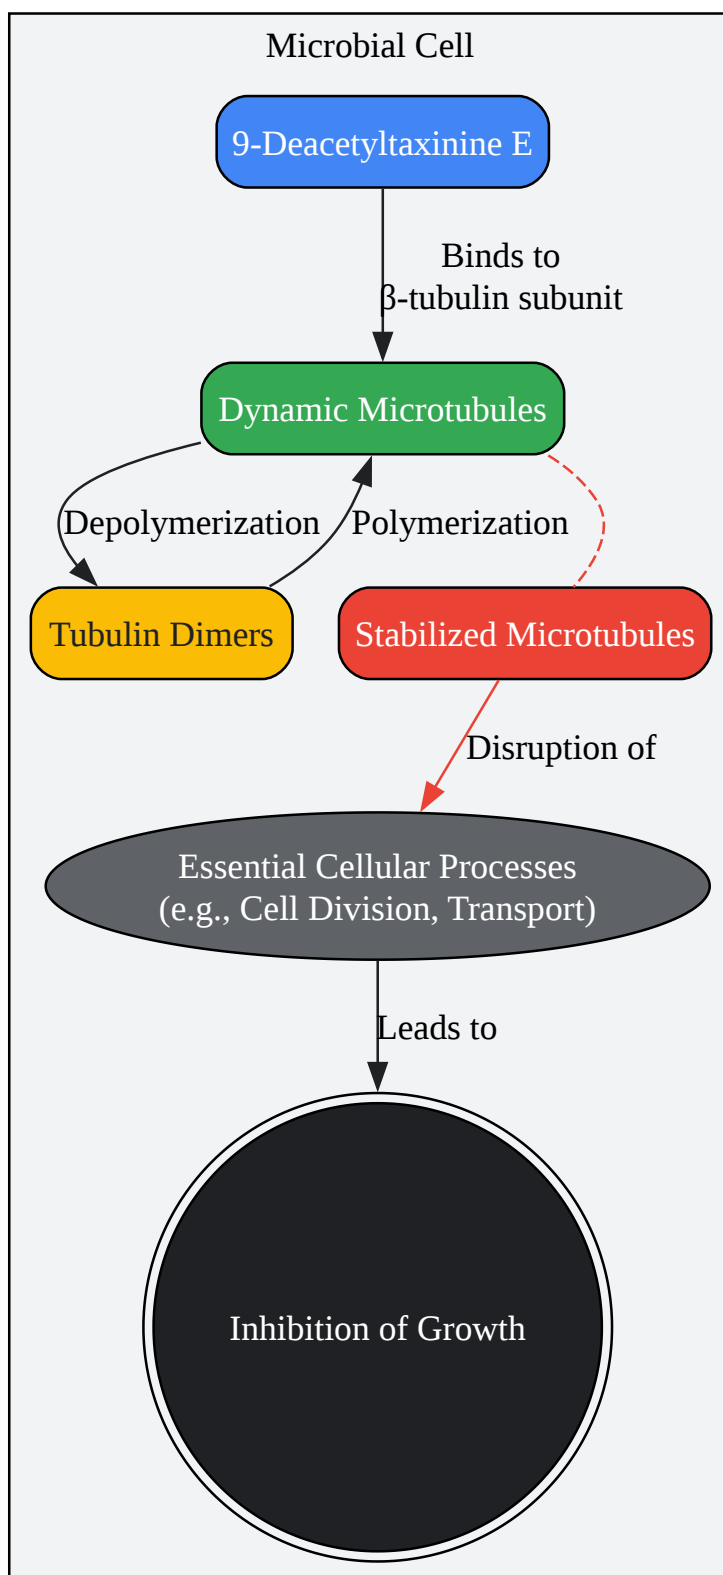 Microbial Cell
9-Deacetyltaxinine E
Binds to
β-tubulin subunit
Dynamic Microtubules
Depolymerization
Polymerization
Tubulin Dimers
Stabilized Microtubules
Disruption of
Essential Cellular Processes
(e.g., Cell Division, Transport)
Leads to
Inhibition of Growth